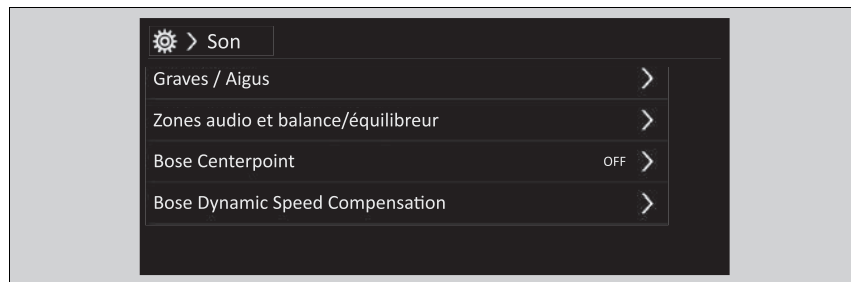 Son
Graves / Aigus
Zones audio et balance/équilibreur
Bose Centerpoint OFF
Bose Dynamic Speed Compensation